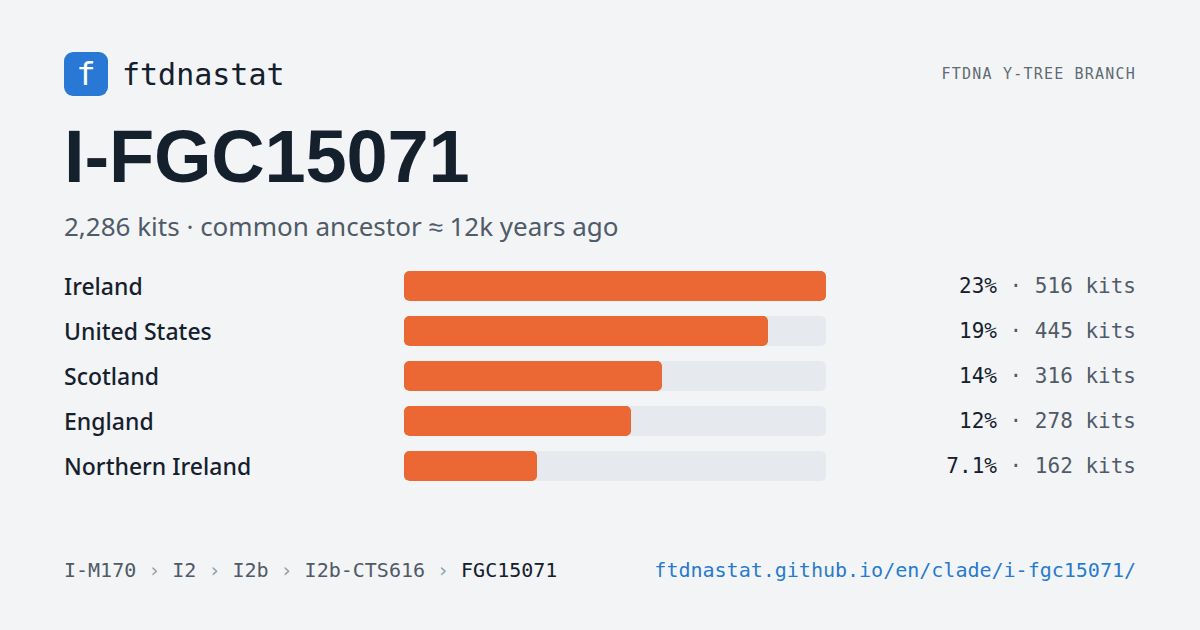 f ftdnastat
FTDNA Y-TREE BRANCH
I-FGC15071
2,286 kits · common ancestor ≈ 12k years ago
Ireland 23% · 516 kits
United States 19% · 445 kits
Scotland 14% · 316 kits
England 12% · 278 kits
Northern Ireland 7.1% · 162 kits
I-M170 › I2 › I2b › I2b-CTS616 › FGC15071
ftdnastat.github.io/en/clade/i-fgc15071/